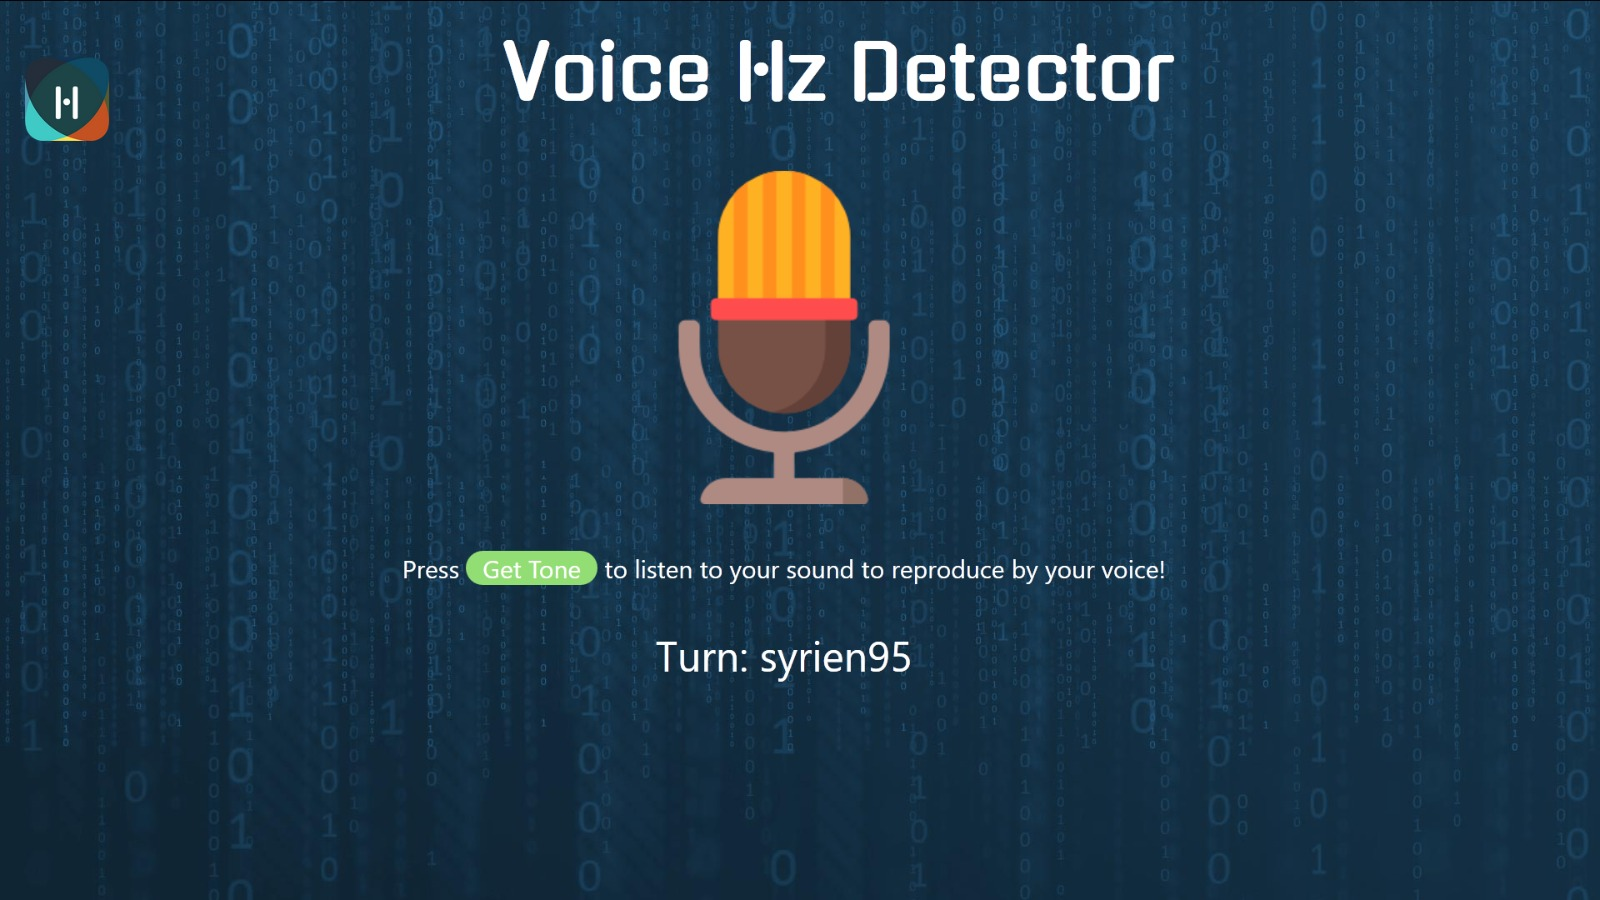 Voice Hz Detector
H
Press Get Tone to listen to your sound to reproduce by your voice!
Turn: syrien95